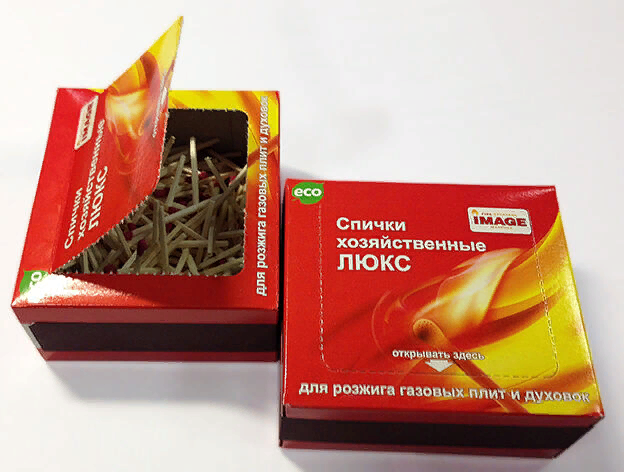 eco
IMAGE
Спички
хозяйственные
ЛЮКС
для розжига газовых плит и духовок
eco
IMAGE
Спички
хозяйственные
ЛЮКС
открывать здесь
для розжига газовых плит и духовок